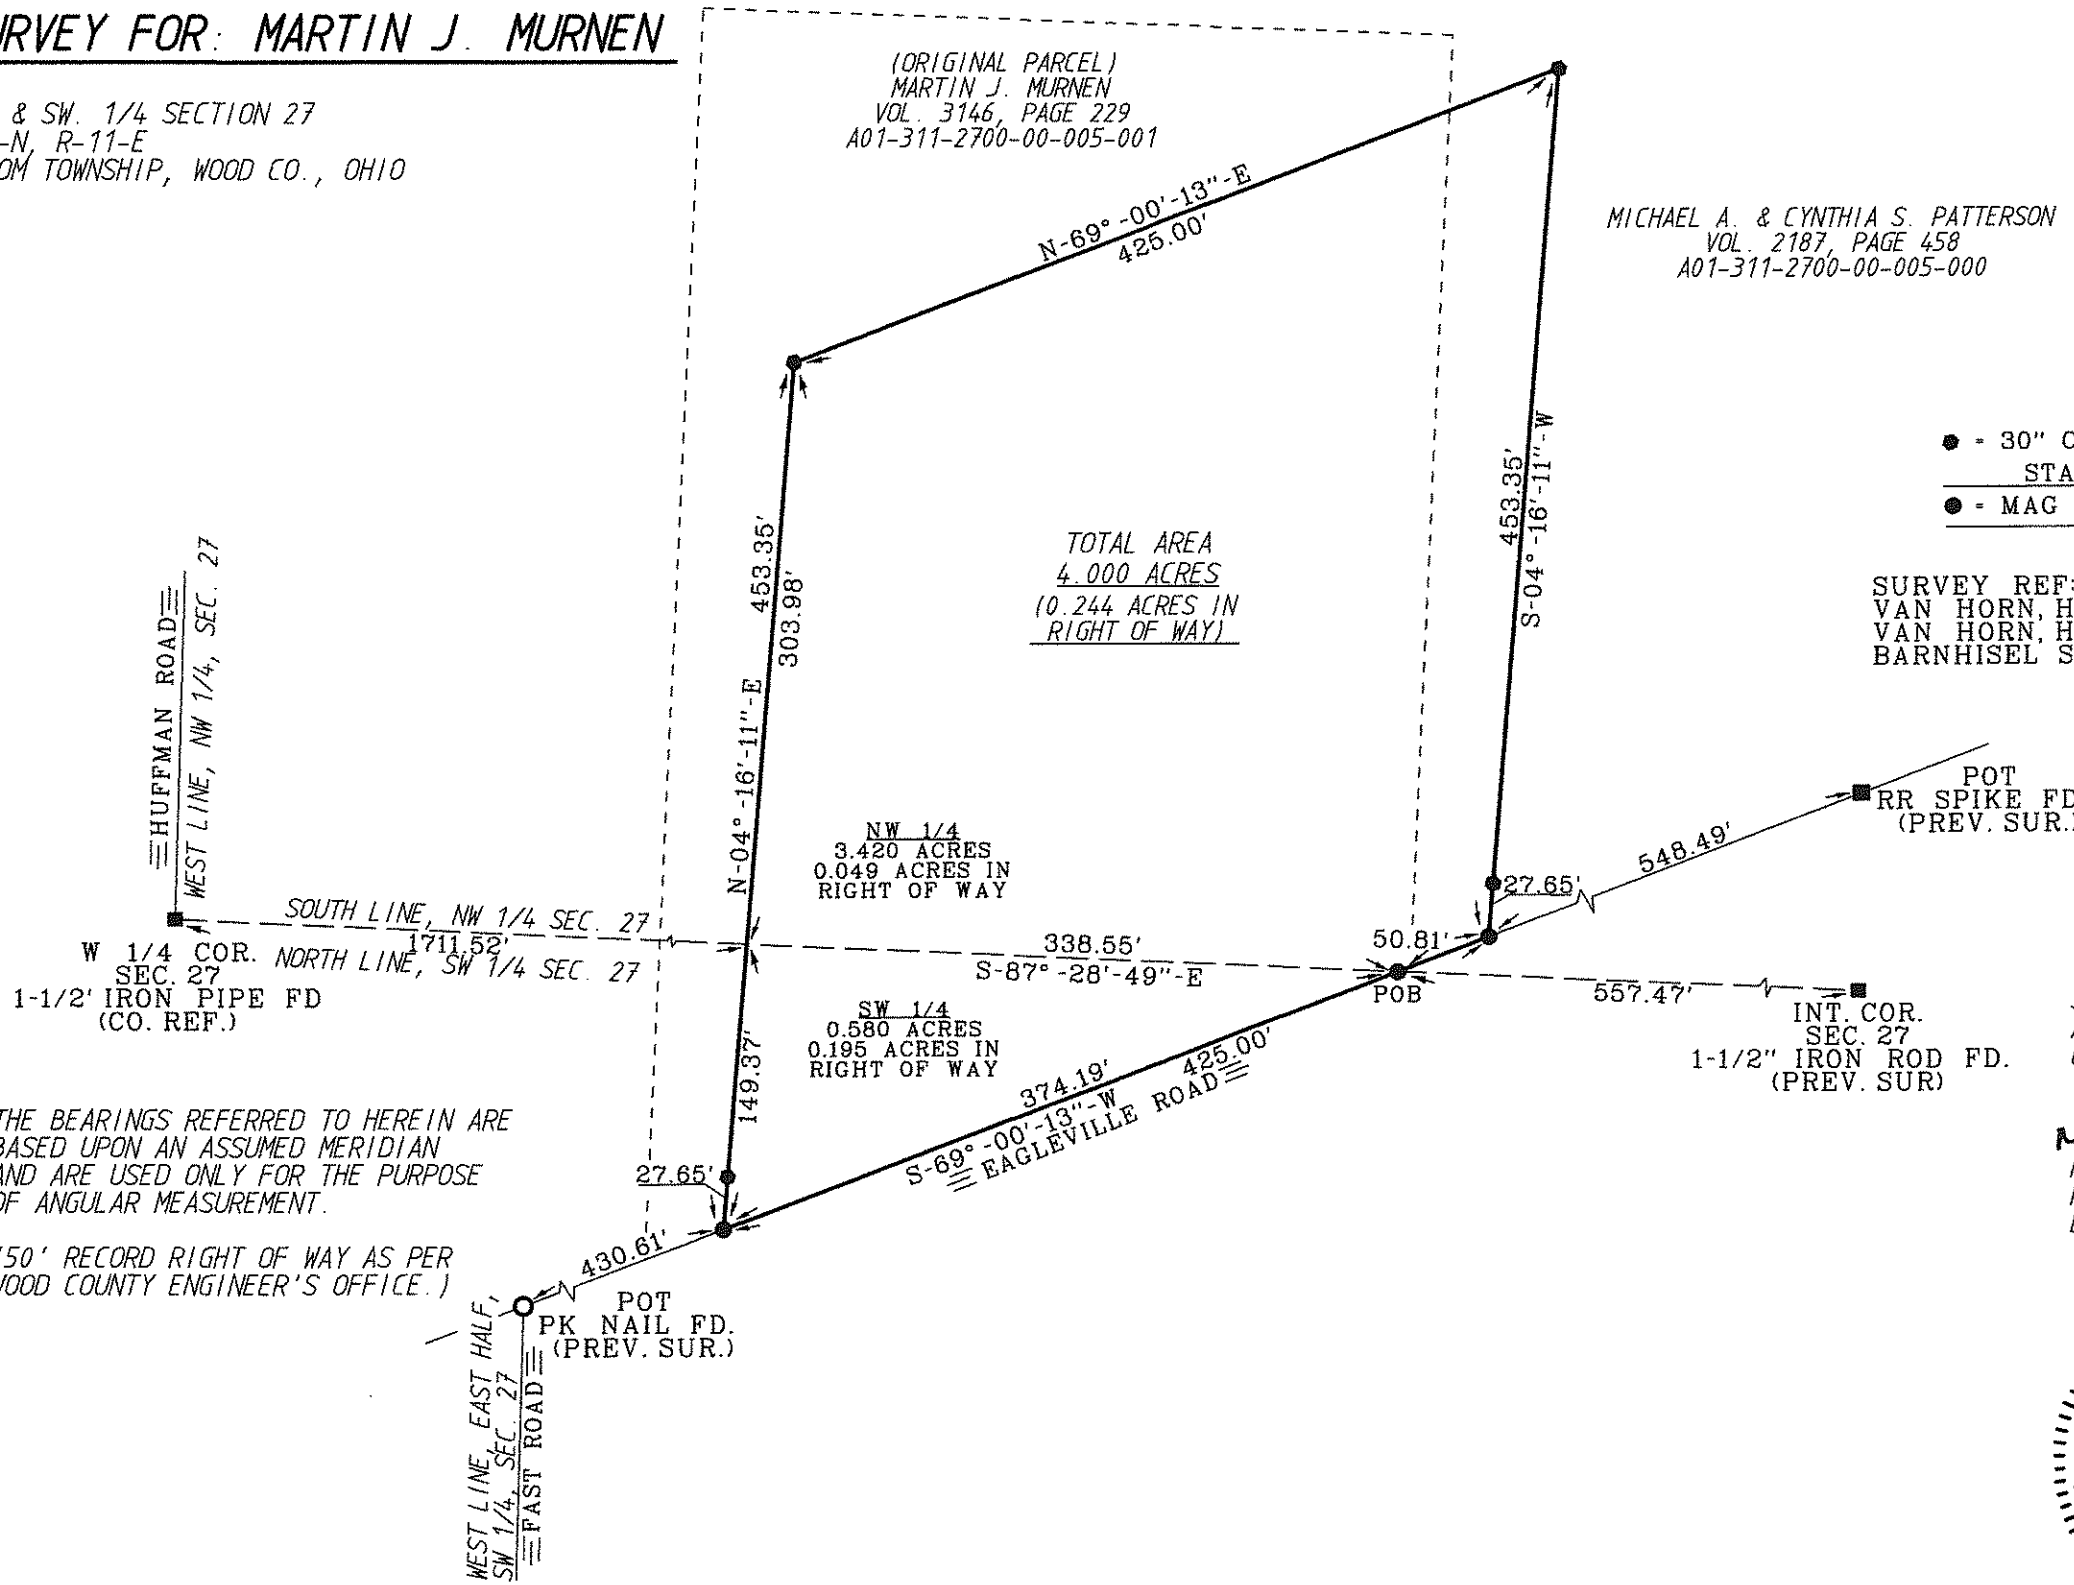 URVEY FOR: MARTIN J. MURNEN
& SW. 1/4 SECTION 27
-N, R-11-E
OM TOWNSHIP, WOOD CO., OHIO
(ORIGINAL PARCEL)
MARTIN J. MURNEN
VOL. 3146, PAGE 229
A01-311-2700-00-005-001
N-69°-00'-13"-E
425.00'
MICHAEL A. & CYNTHIA S. PATTERSON
VOL. 2187, PAGE 458
A01-311-2700-00-005-000
453.35'
S-04°-16'-11"-W
● - 30" C
STA
● - MAG
SURVEY REF:
VAN HORN, H
VAN HORN, H
BARNHISEL S
453.35'
303.98'
N-04°-16'-11"-E
TOTAL AREA
4.000 ACRES
(0.244 ACRES IN
RIGHT OF WAY)
HUFFMAN ROAD
WEST LINE, NW 1/4, SEC. 27
NW 1/4
3.420 ACRES
0.049 ACRES IN
RIGHT OF WAY
POT
RR SPIKE FD
(PREV. SUR.)
548.49'
27.65'
SOUTH LINE, NW 1/4 SEC. 27
1711.52'
NORTH LINE, SW 1/4 SEC. 27
W 1/4 COR.
SEC. 27
1-1/2' IRON PIPE FD
(CO. REF.)
338.55'
S-87°-28'-49"-E
50.81'
POB
557.47'
INT. COR.
SEC. 27
1-1/2" IRON ROD FD.
(PREV. SUR)
SW 1/4
0.580 ACRES
0.195 ACRES IN
RIGHT OF WAY
149.37'
374.19'
425.00'
S-69°-00'-13"-W
EAGLEVILLE ROAD
THE BEARINGS REFERRED TO HEREIN ARE
BASED UPON AN ASSUMED MERIDIAN
AND ARE USED ONLY FOR THE PURPOSE
OF ANGULAR MEASUREMENT.
27.65'
(50' RECORD RIGHT OF WAY AS PER
WOOD COUNTY ENGINEER'S OFFICE.)
430.61'
POT
PK NAIL FD.
(PREV. SUR.)
WEST LINE, EAST HALF,
SW 1/4, SEC. 27
FAST ROAD